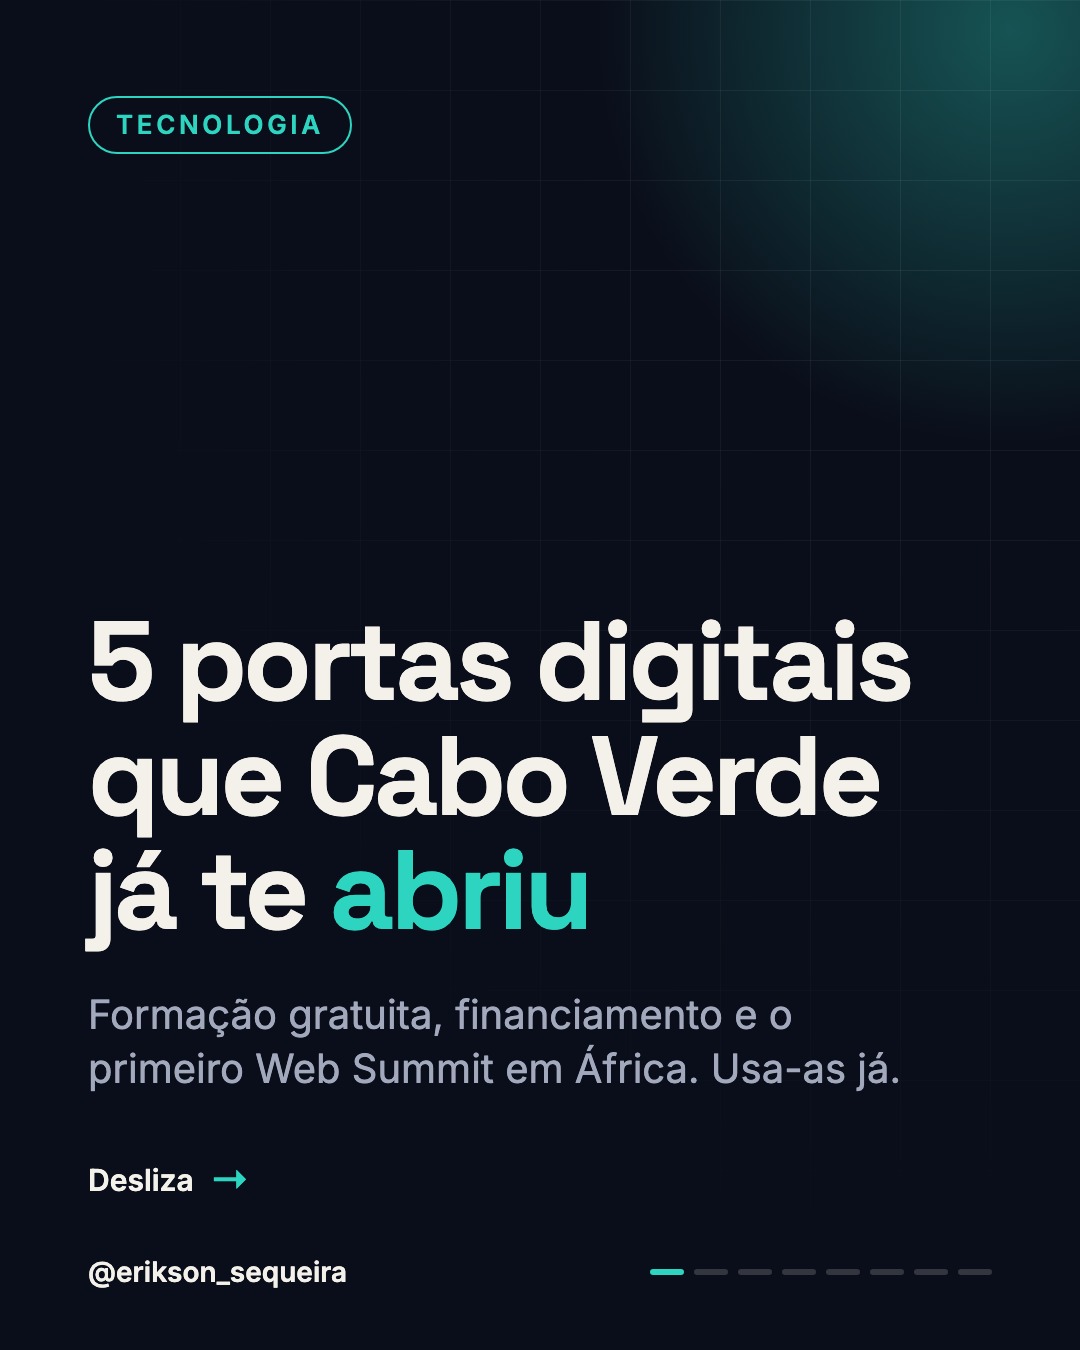 TECNOLOGIA
5 portas digitais
que Cabo Verde
já te abriu
Formação gratuita, financiamento e o
primeiro Web Summit em África. Usa-as já.
Desliza →
@erikson_sequeira